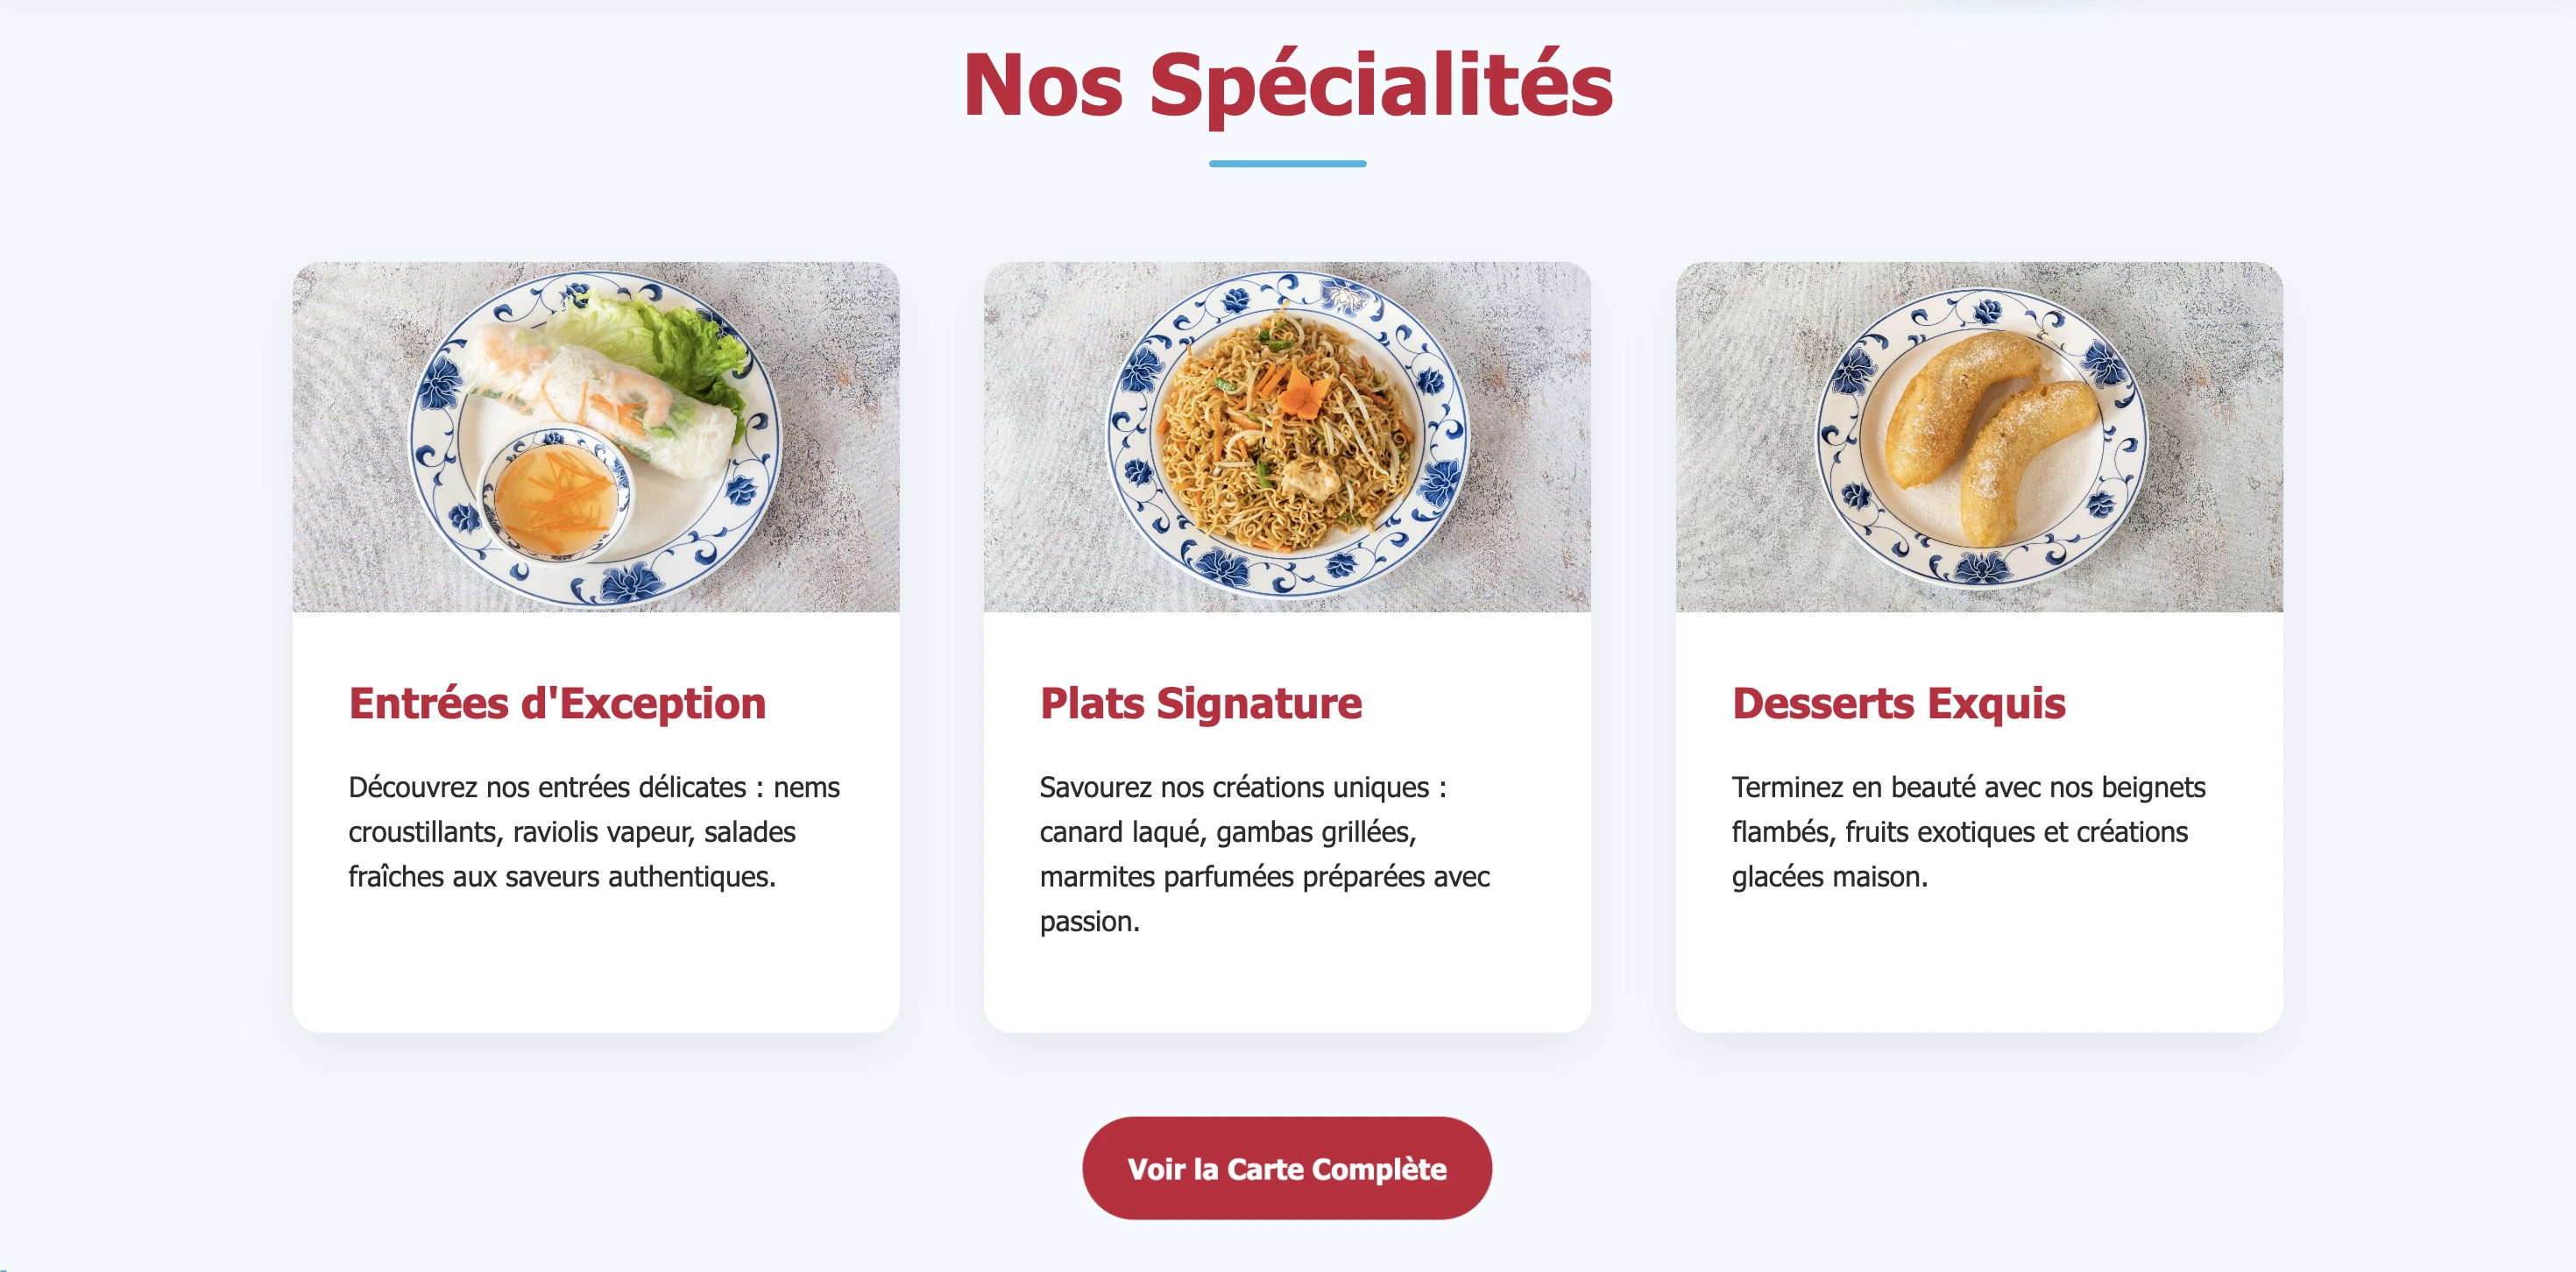 Nos Spécialités
Entrées d'Exception
Découvrez nos entrées délicates : nems
croustillants, raviolis vapeur, salades
fraîches aux saveurs authentiques.
Plats Signature
Savourez nos créations uniques :
canard laqué, gambas grillées,
marmites parfumées préparées avec
passion.
Desserts Exquis
Terminez en beauté avec nos beignets
flambés, fruits exotiques et créations
glacées maison.
Voir la Carte Complète